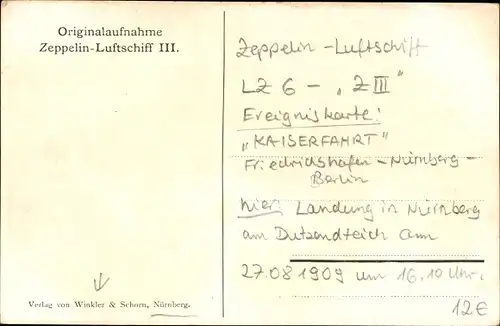 Originalaufnahme
Zeppelin-Luftschiff III.
Zeppelin-Luftschiff
LZ 6 - „Z III"
Ereigniskarte!
„KAISERFAHRT"
Friedrichshafen - Nürnberg -
Berlin
hier: Landung in Nürnberg
am Dutzendteich am
27.08.1909 um 16.10 Uhr.
Verlag von Winkler & Schorn, Nürnberg.
12€